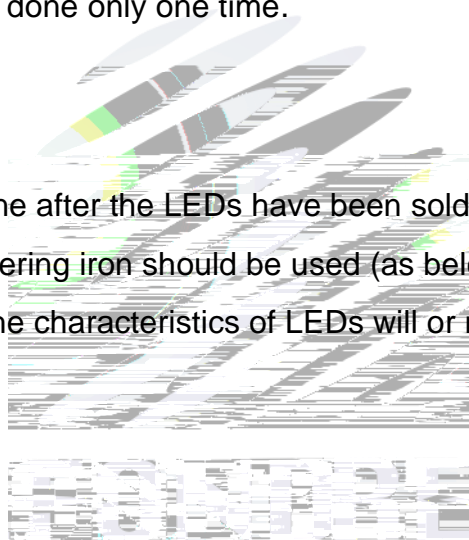 done only one time.
ne after the LEDs have been sold
ering iron should be used (as belo
ne characteristics of LEDs will or